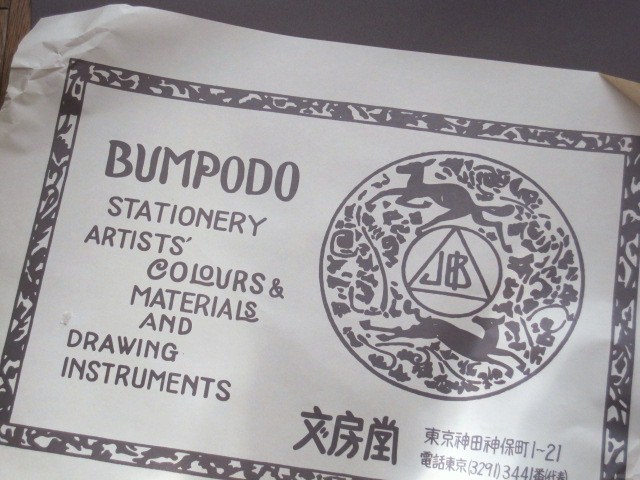 BUMPODO
STATIONERY
ARTISTS'
COLOURS &
MATERIALS
AND
DRAWING
INSTRUMENTS
JBB
文房堂
東京神田神保町1~21
電話東京(3291)3441番(代表)